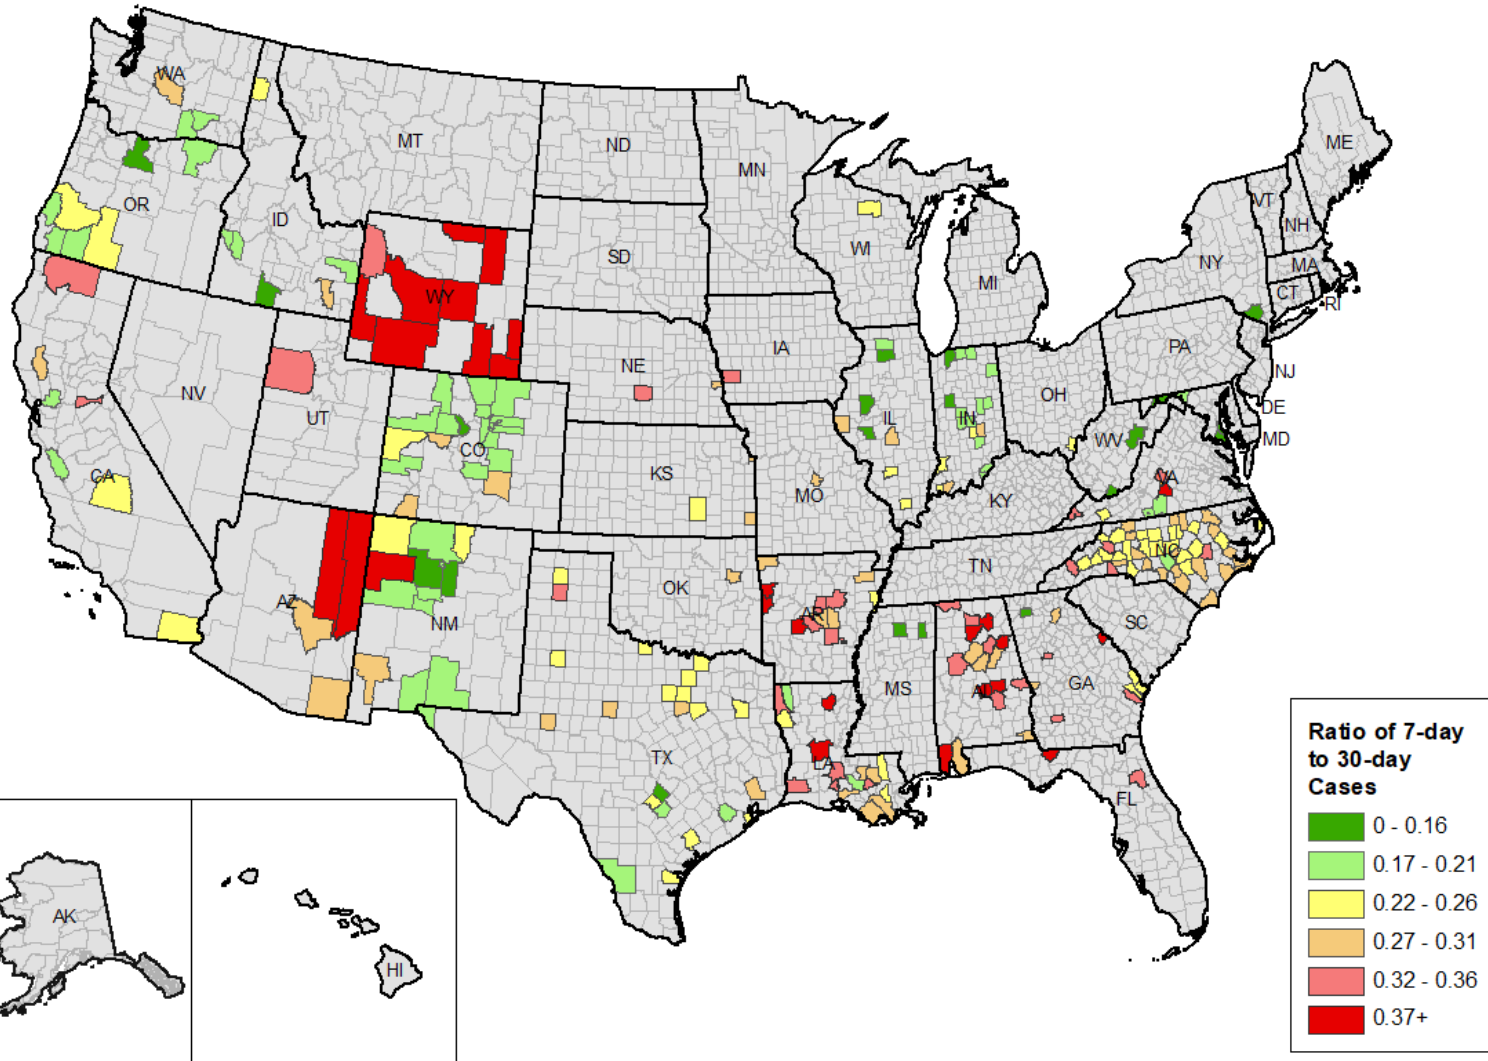 WA
MT
ND
MN
ME
OR
ID
VT
NH
WI
SD
NY
MA
MI
WY
CT
RI
IA
PA
NE
NV
NJ
OH
UT
IL
IN
DE
CO
WV
MD
CA
KS
VA
MO
KY
NC
TN
AZ
OK
AR
NM
SC
MS
AL
GA
TX
LA
FL
AK
HI
Ratio of 7-day
to 30-day
Cases
0 - 0.16
0.17 - 0.21
0.22 - 0.26
0.27 - 0.31
0.32 - 0.36
0.37+